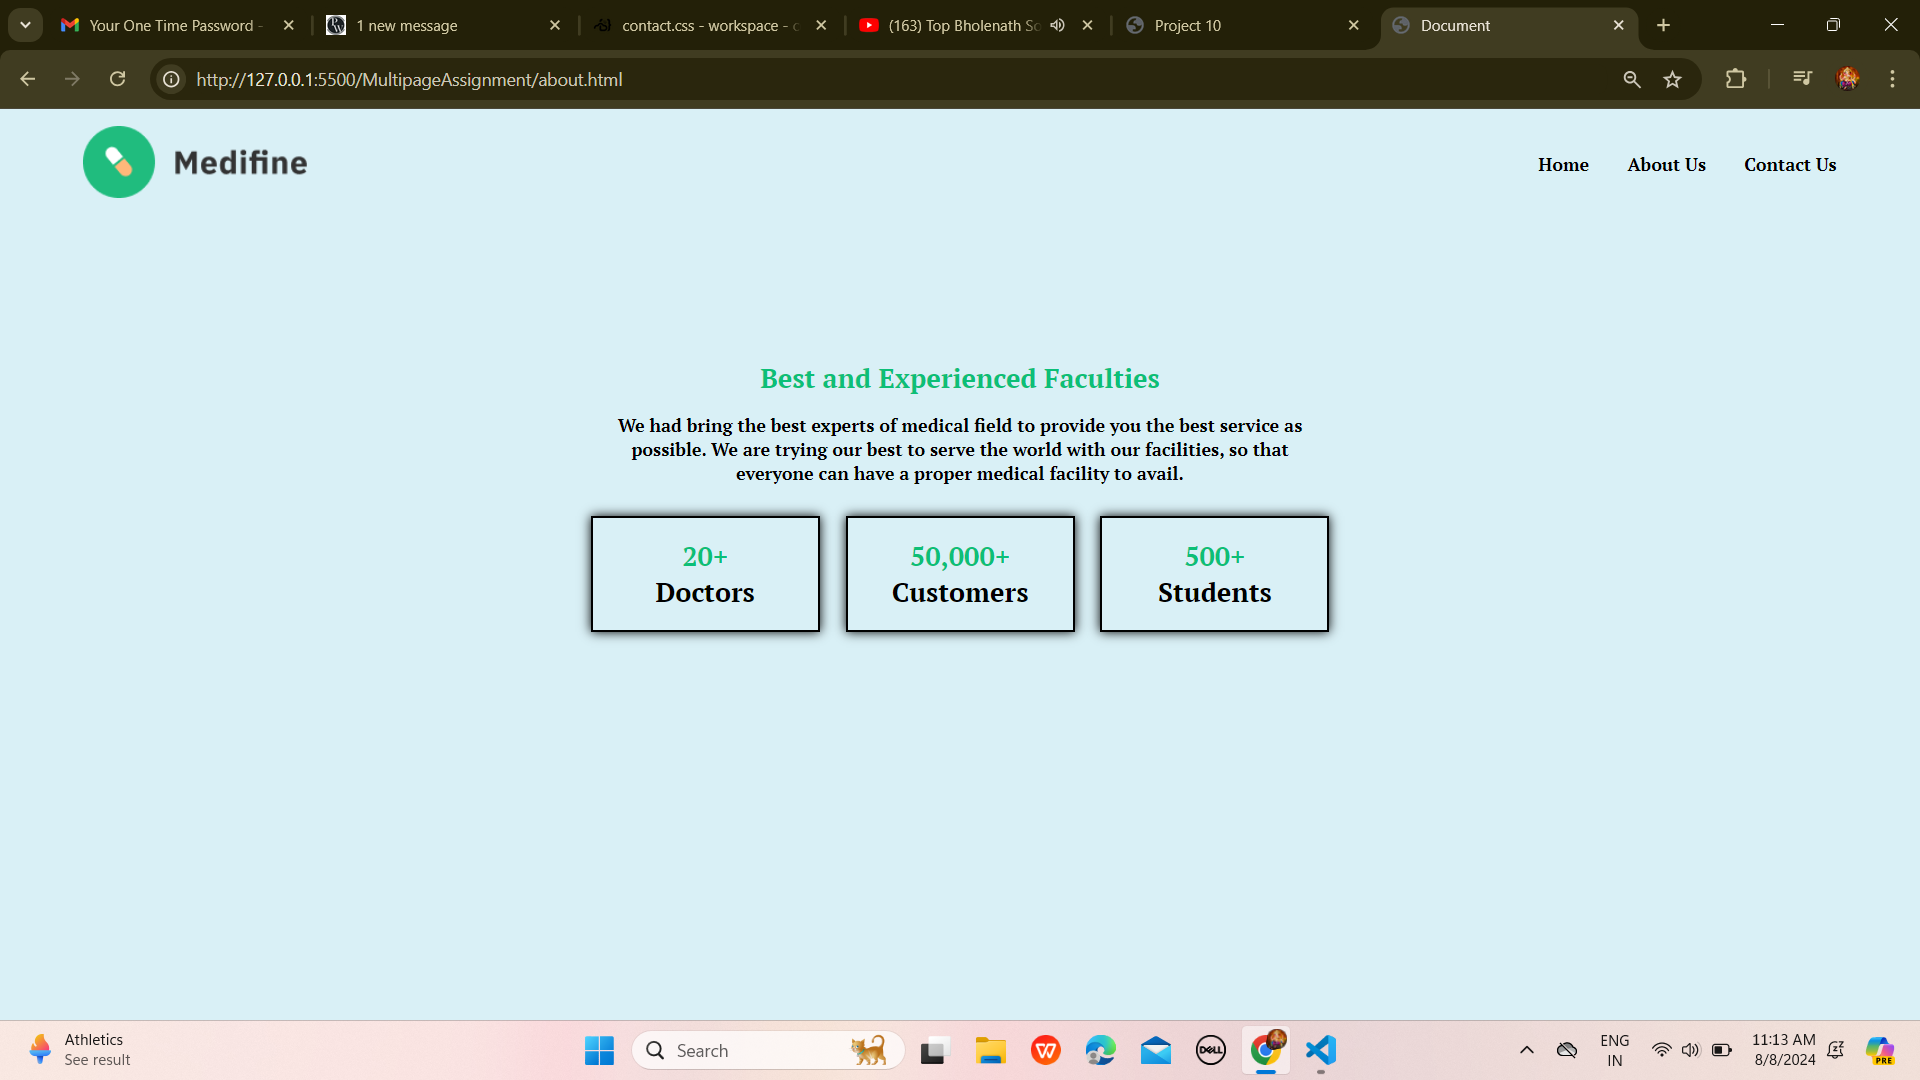 Your One Time Password -
1 new message
contact.css - workspace - c
(163) Top Bholenath So
Project 10
Document
http://127.0.0.1:5500/MultipageAssignment/about.html
Medifine
Home
About Us
Contact Us
Best and Experienced Faculties
We had bring the best experts of medical field to provide you the best service as
possible. We are trying our best to serve the world with our facilities, so that
everyone can have a proper medical facility to avail.
20+
Doctors
50,000+
Customers
500+
Students
Athletics
See result
Search
W
DELL
PRE
ENG
IN
11:13 AM
8/8/2024